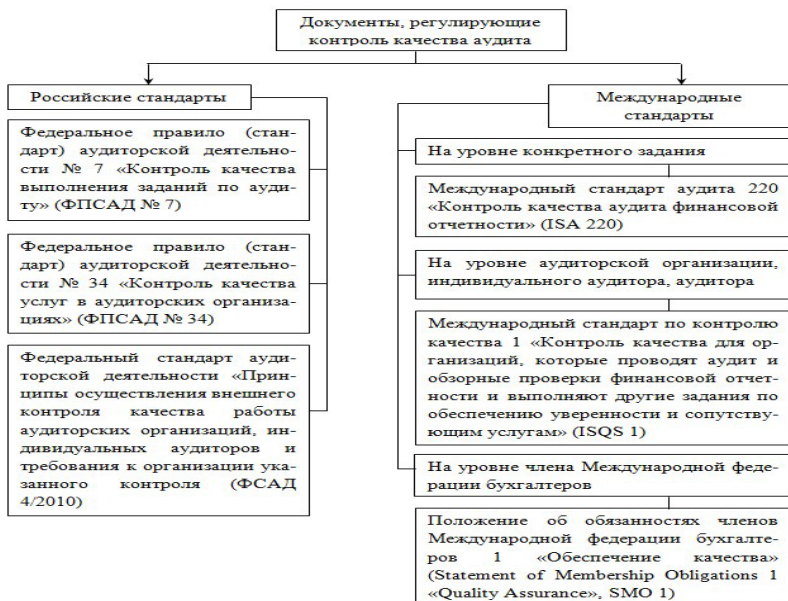 Документы, регулирующие
контроль качества аудита
Российские стандарты
Федеральное правило (стан-
дарт) аудиторской деятельно-
сти № 7 «Контроль качества
выполнения заданий по ауди-
ту» (ФПСАД № 7)
Федеральное правило (стан-
дарт) аудиторской деятельно-
сти № 34 «Контроль качества
услуг в аудиторских организа-
циях» (ФПСАД № 34)
Федеральный стандарт ауди-
торской деятельности «Прин-
ципы осуществления внешнего
контроля качества работы
аудиторских организаций, ин-
дивидуальных аудиторов и
требования к организации ука-
занного контроля (ФСАД
4/2010)
Международные
стандарты
На уровне конкретного задания
Международный стандарт аудита 220
«Контроль качества аудита финансовой
отчетности» (ISA 220)
На уровне аудиторской организации,
индивидуального аудитора, аудитора
Международный стандарт по контролю
качества 1 «Контроль качества для ор-
ганизаций, которые проводят аудит и
обзорные проверки финансовой отчет-
ности и выполняют другие задания по
обеспечению уверенности и сопутству-
ющим услугам» (ISQS 1)
На уровне члена Международной феде-
рации бухгалтеров
Положение об обязанностях членов
Международной федерации бухгалте-
ров 1 «Обеспечение качества»
(Statement of Membership Obligations 1
«Quality Assurance», SMO 1)